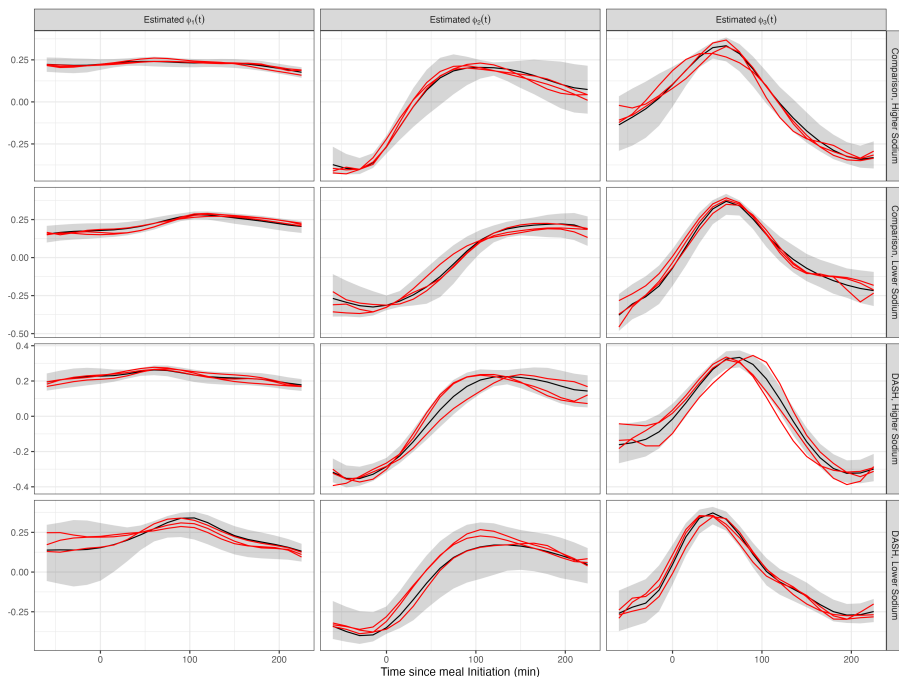 Estimated ϕ₁(t) Estimated ϕ₂(t) Estimated ϕ₃(t)
0.25
0.00
-0.25
Comparison, Higher Sodium
0.25
0.00
-0.25
-0.50
Comparison, Lower Sodium
0.4
0.2
0.0
-0.2
-0.4
DASH, Higher Sodium
0.25
0.00
-0.25
DASH, Lower Sodium
0 100 200 0 100 200 0 100 200
Time since meal Initiation (min)